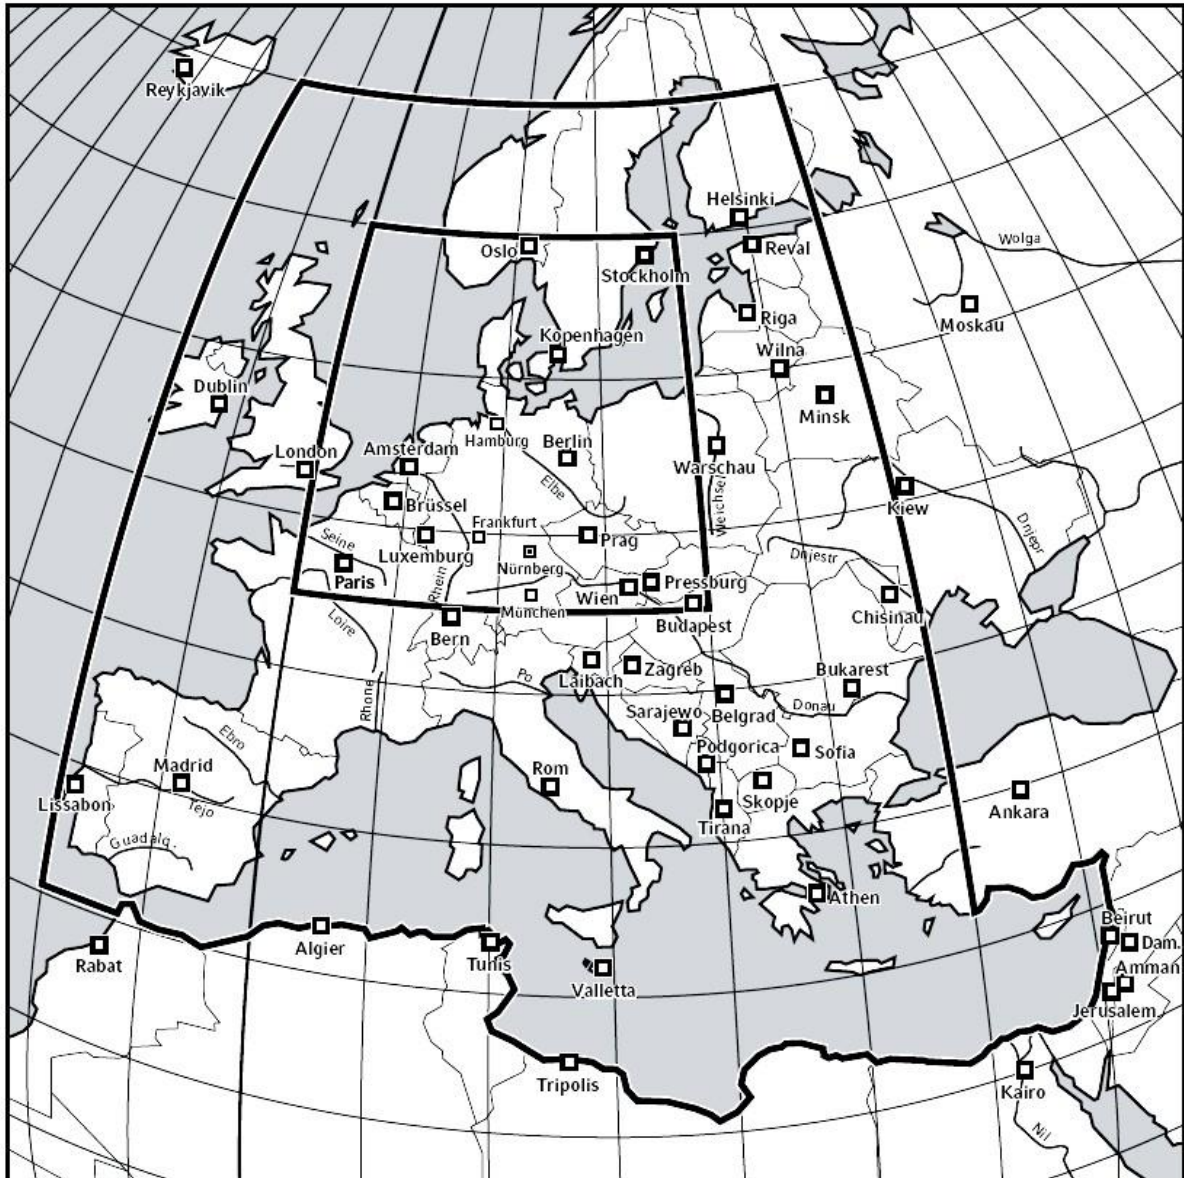 Reykjavik
Helsinki
Wolga
Oslo
Reval
Stockholm
Riga
Moskau
Kopenhagen
Wilna
Dublin
Minsk
Hamburg
Berlin
London
Amsterdam
Warschau
Elbe
Weichsel
Brüssel
Kiew
Frankfurt
Seine
Prag
Dnjepr
Luxemburg
Nürnberg
Dnjestr
Paris
Rhein
Wien
Pressburg
München
Chisinau
Loire
Bern
Budapest
Po
Laibach
Zagreb
Bukarest
Rhone
Sarajewo
Belgrad
Donau
Ebro
Podgorica
Sofia
Madrid
Rom
Skopje
Lissabon
Tejo
Tirana
Ankara
Guadalq.
Athen
Beirut
Rabat
Algier
Tunis
Dam.
Amman
Valletta
Jerusalem
Tripolis
Kairo
Nil